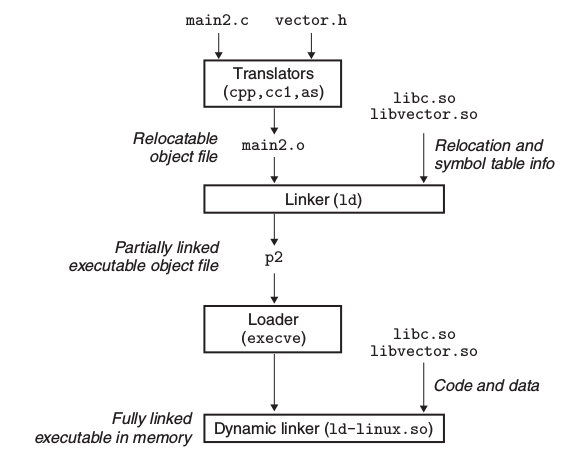 main2.c vector.h
Translators
(cpp,cc1,as)
libc.so
libvector.so
Relocatable
object file
main2.o
Relocation and
symbol table info
Linker (ld)
Partially linked
executable object file
p2
Loader
(execve)
libc.so
libvector.so
Code and data
Fully linked
executable in memory
Dynamic linker (ld-linux.so)